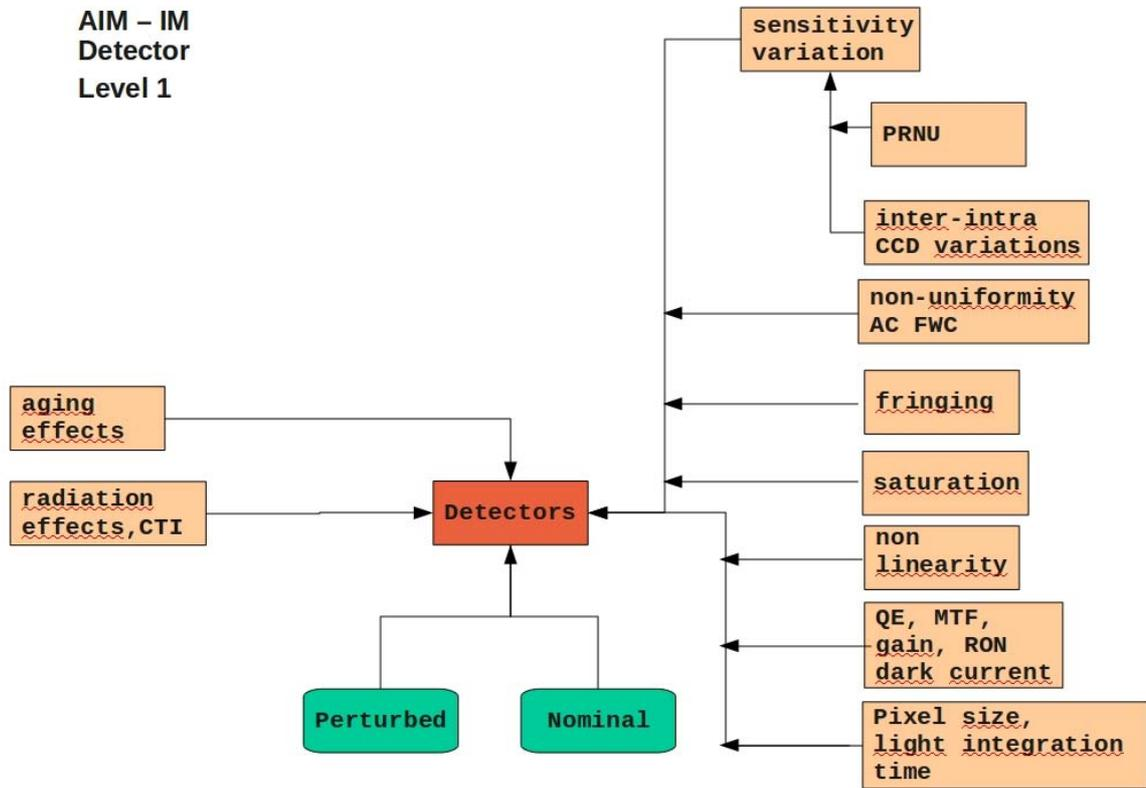 AIM – IM
Detector
Level 1
sensitivity
variation
PRNU
inter-intra
CCD variations
non-uniformity
AC FWC
fringing
saturation
non
linearity
QE, MTF,
gain, RON
dark current
Pixel size,
light integration
time
aging
effects
radiation
effects,CTI
Detectors
Perturbed
Nominal